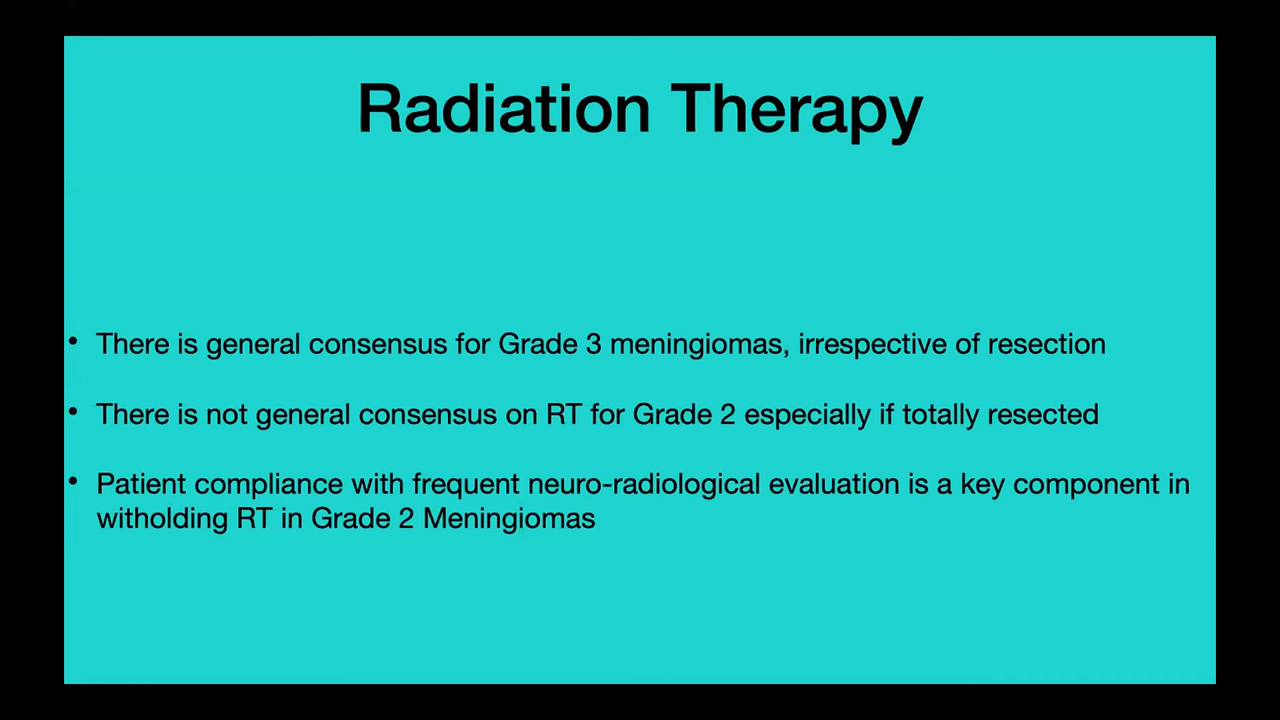 Radiation Therapy
• There is general consensus for Grade 3 meningiomas, irrespective of resection
• There is not general consensus on RT for Grade 2 especially if totally resected
• Patient compliance with frequent neuro-radiological evaluation is a key component in
witholding RT in Grade 2 Meningiomas